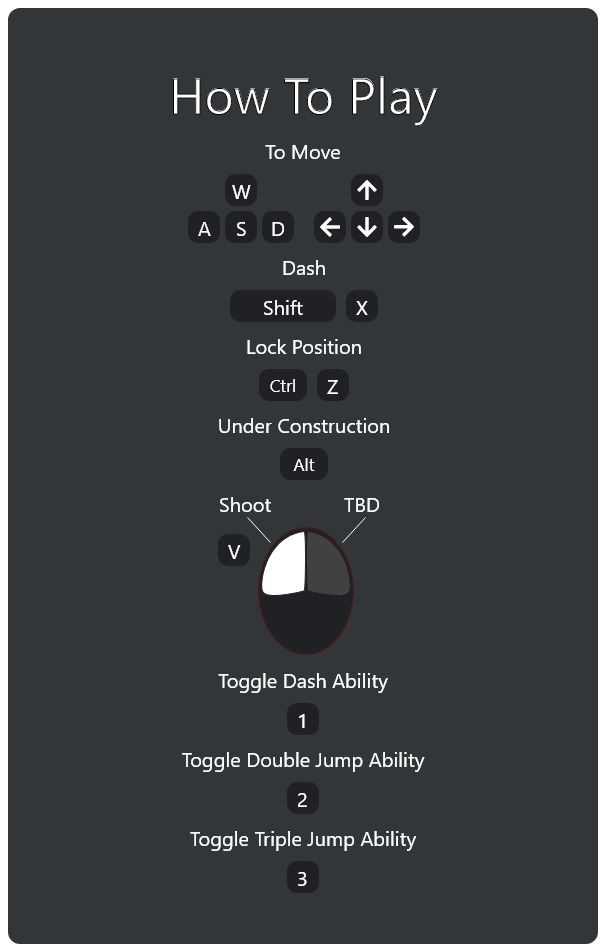 How To Play
To Move
W ↑
A S D ← ↓ →
Dash
Shift X
Lock Position
Ctrl Z
Under Construction
Alt
Shoot TBD
V
Toggle Dash Ability
1
Toggle Double Jump Ability
2
Toggle Triple Jump Ability
3